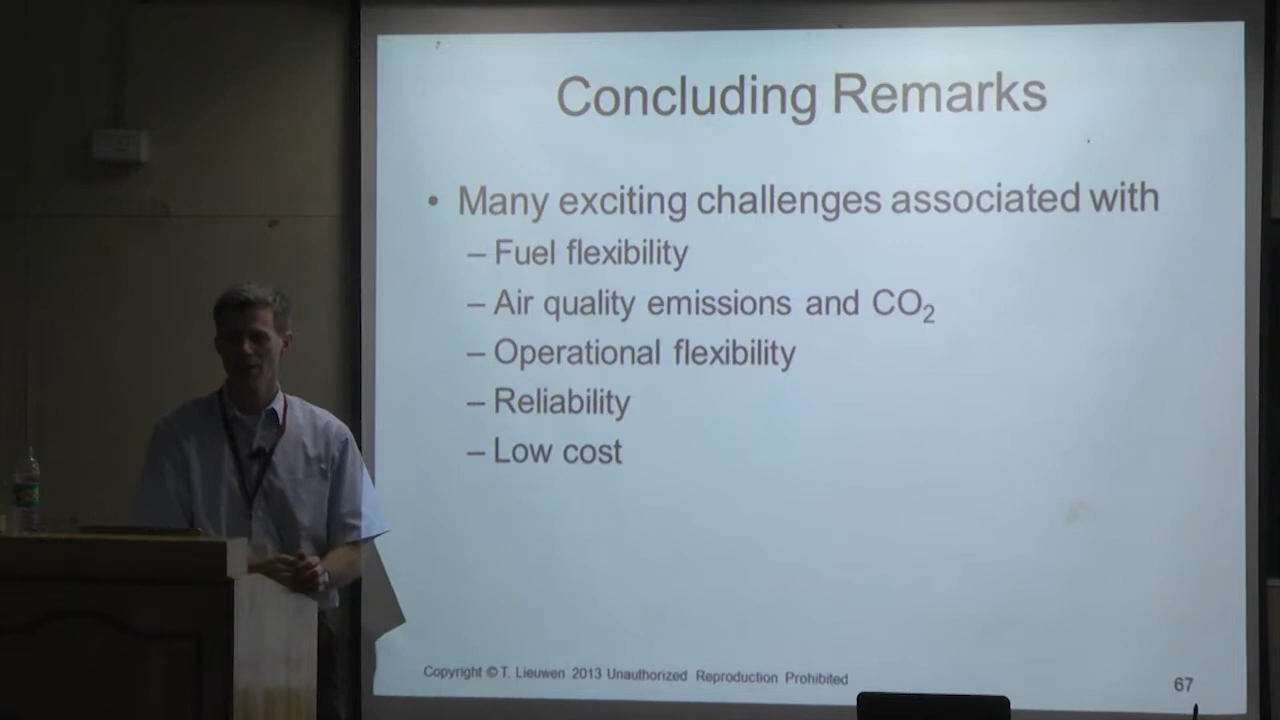 Concluding Remarks
• Many exciting challenges associated with
– Fuel flexibility
– Air quality emissions and CO₂
– Operational flexibility
– Reliability
– Low cost
Copyright © T. Lieuwen 2013 Unauthorized Reproduction Prohibited
67